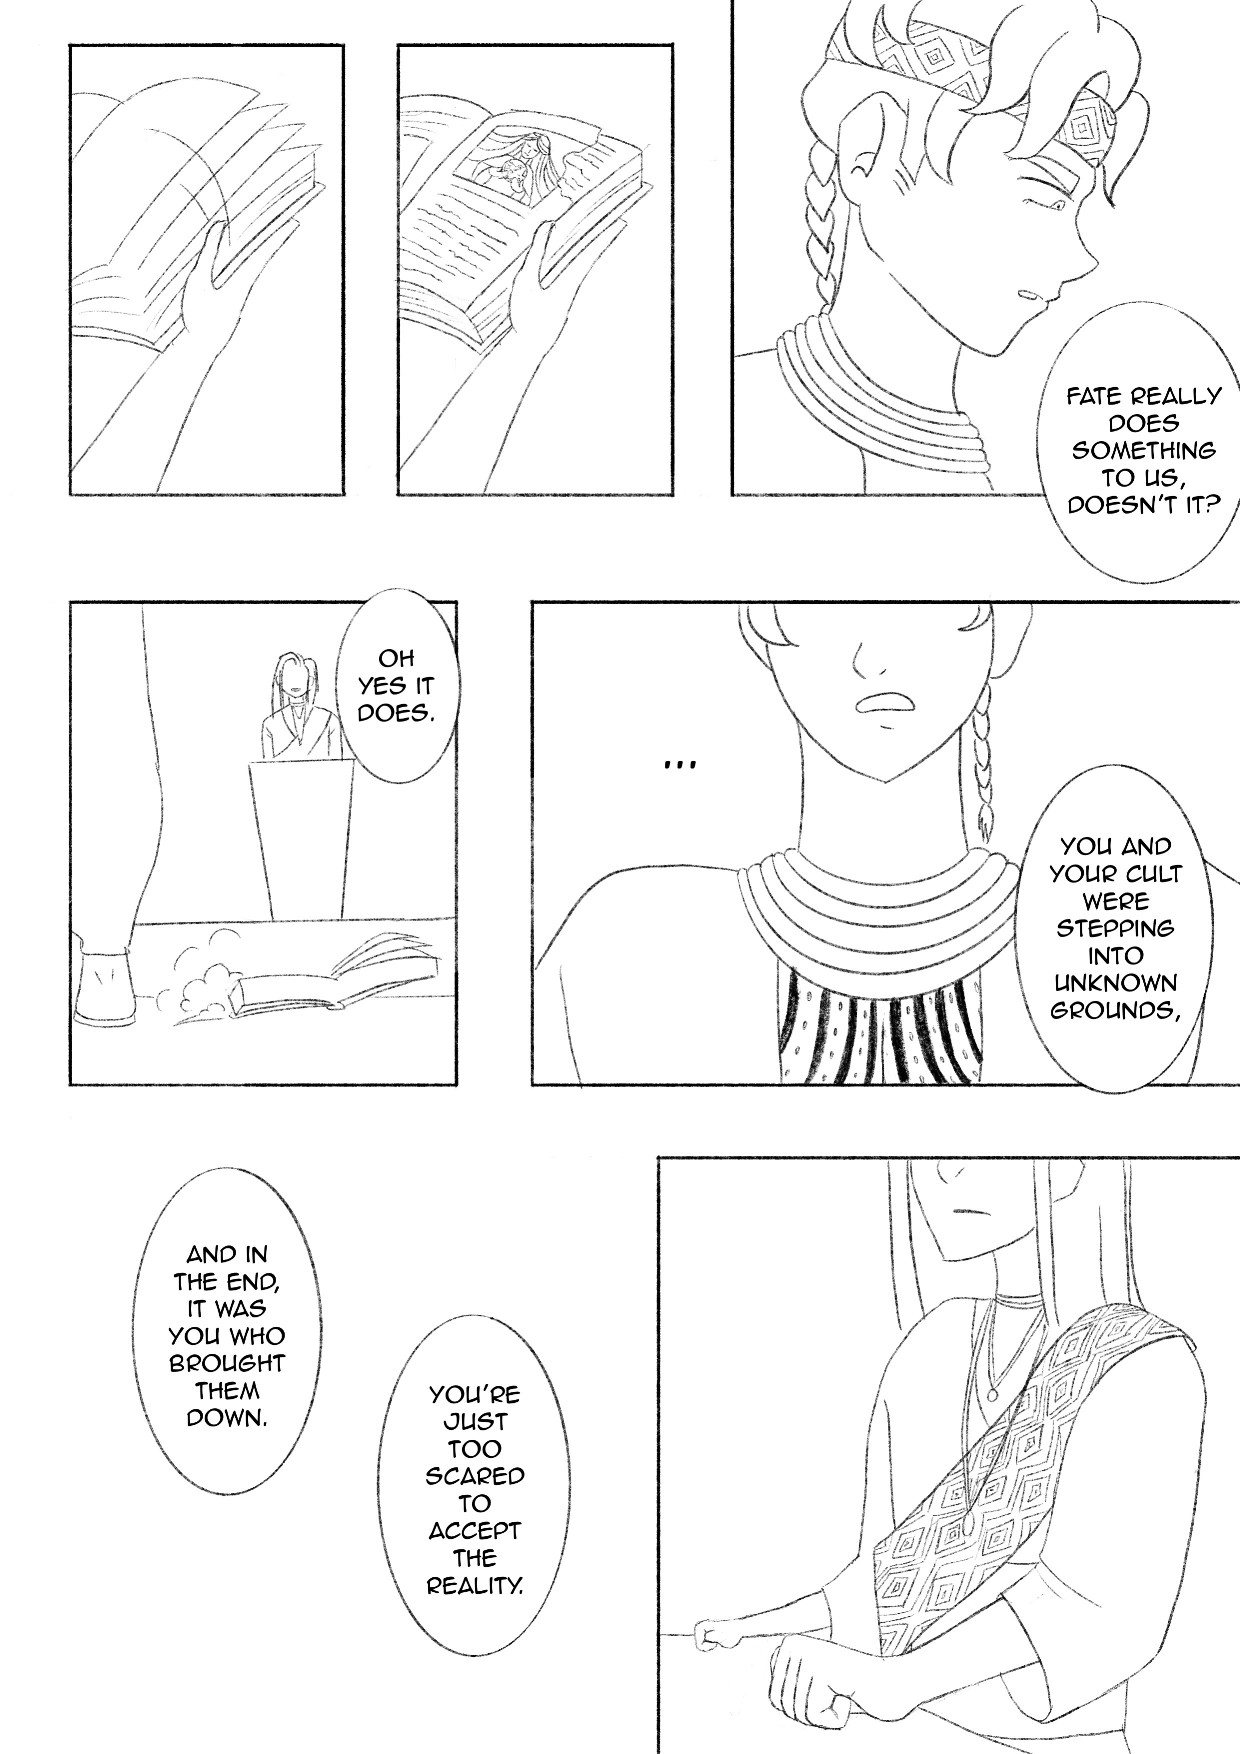 FATE REALLY
DOES
SOMETHING
TO US,
DOESN'T IT?
OH
YES IT
DOES.
...
YOU AND
YOUR CULT
WERE
STEPPING
INTO
UNKNOWN
GROUNDS,
AND IN
THE END,
IT WAS
YOU WHO
BROUGHT
THEM
DOWN.
YOU'RE
JUST
TOO
SCARED
TO
ACCEPT
THE
REALITY.